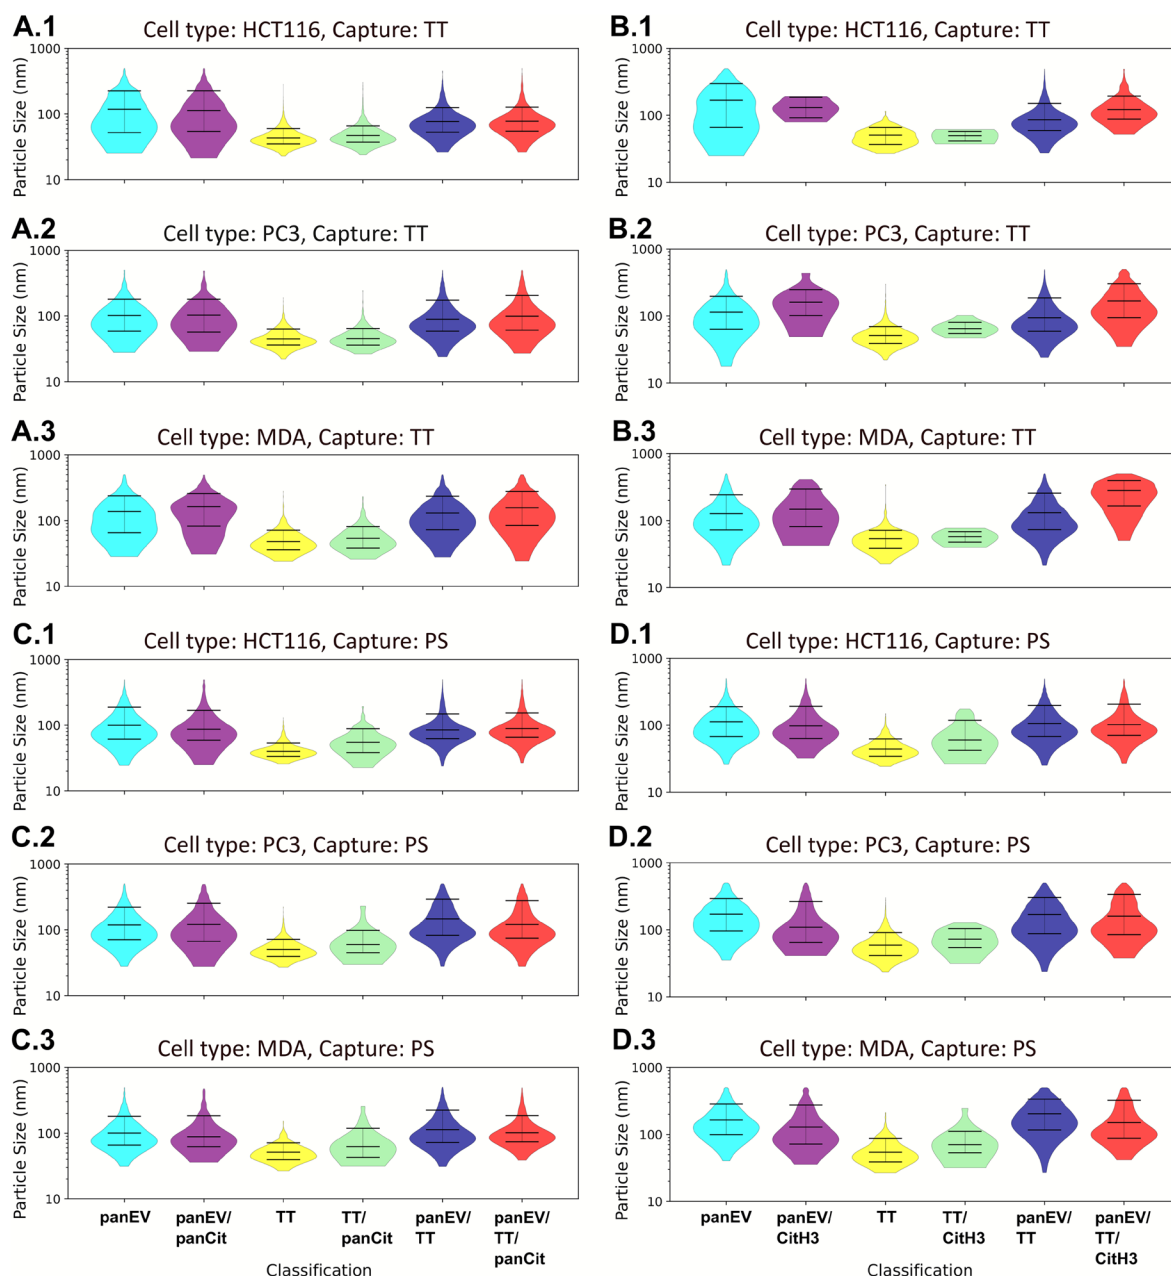 A.1
Cell type: HCT116, Capture: TT
Particle Size (nm)
1000
100
10
B.1
Cell type: HCT116, Capture: TT
Particle Size (nm)
1000
100
10
A.2
Cell type: PC3, Capture: TT
Particle Size (nm)
1000
100
10
B.2
Cell type: PC3, Capture: TT
Particle Size (nm)
1000
100
10
A.3
Cell type: MDA, Capture: TT
Particle Size (nm)
1000
100
10
B.3
Cell type: MDA, Capture: TT
Particle Size (nm)
1000
100
10
C.1
Cell type: HCT116, Capture: PS
Particle Size (nm)
1000
100
10
D.1
Cell type: HCT116, Capture: PS
Particle Size (nm)
1000
100
10
C.2
Cell type: PC3, Capture: PS
Particle Size (nm)
1000
100
10
D.2
Cell type: PC3, Capture: PS
Particle Size (nm)
1000
100
10
C.3
Cell type: MDA, Capture: PS
Particle Size (nm)
1000
100
10
panEV
panEV/
panCit
TT
TT/
panCit
panEV/
TT
panEV/
TT/
panCit
Classification
D.3
Cell type: MDA, Capture: PS
Particle Size (nm)
1000
100
10
panEV
panEV/
CitH3
TT
TT/
CitH3
panEV/
TT
panEV/
TT/
CitH3
Classification